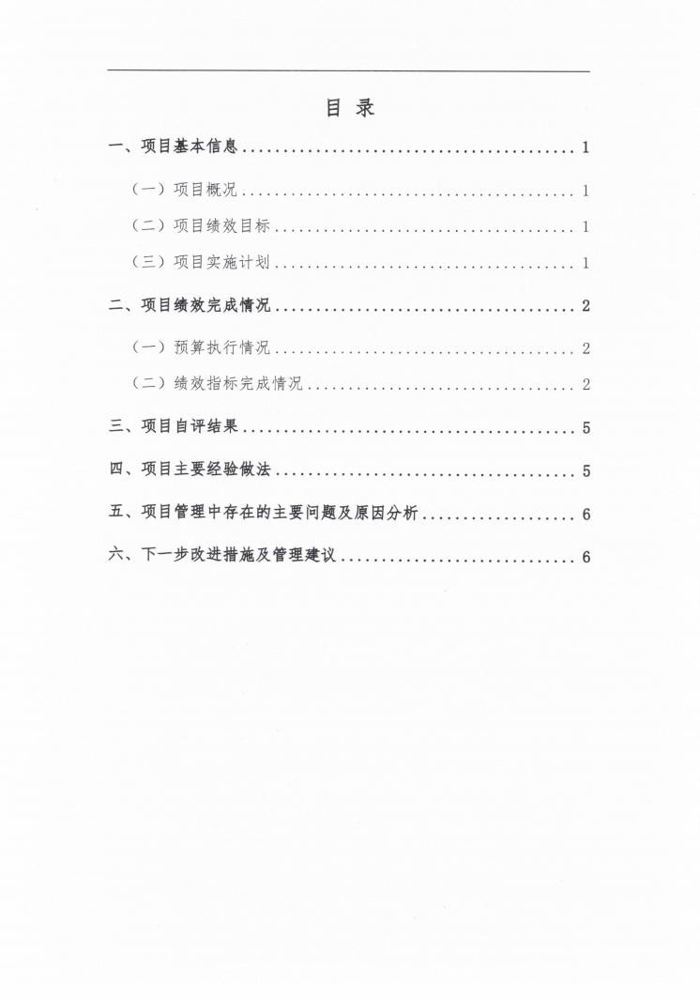 目 录
一、项目基本信息........................................ 1
（一）项目概况......................................... 1
（二）项目绩效目标..................................... 1
（三）项目实施计划..................................... 1
二、项目绩效完成情况..................................... 2
（一）预算执行情况..................................... 2
（二）绩效指标完成情况................................. 2
三、项目自评结果......................................... 5
四、项目主要经验做法..................................... 5
五、项目管理中存在的主要问题及原因分析................... 6
六、下一步改进措施及管理建议............................. 6